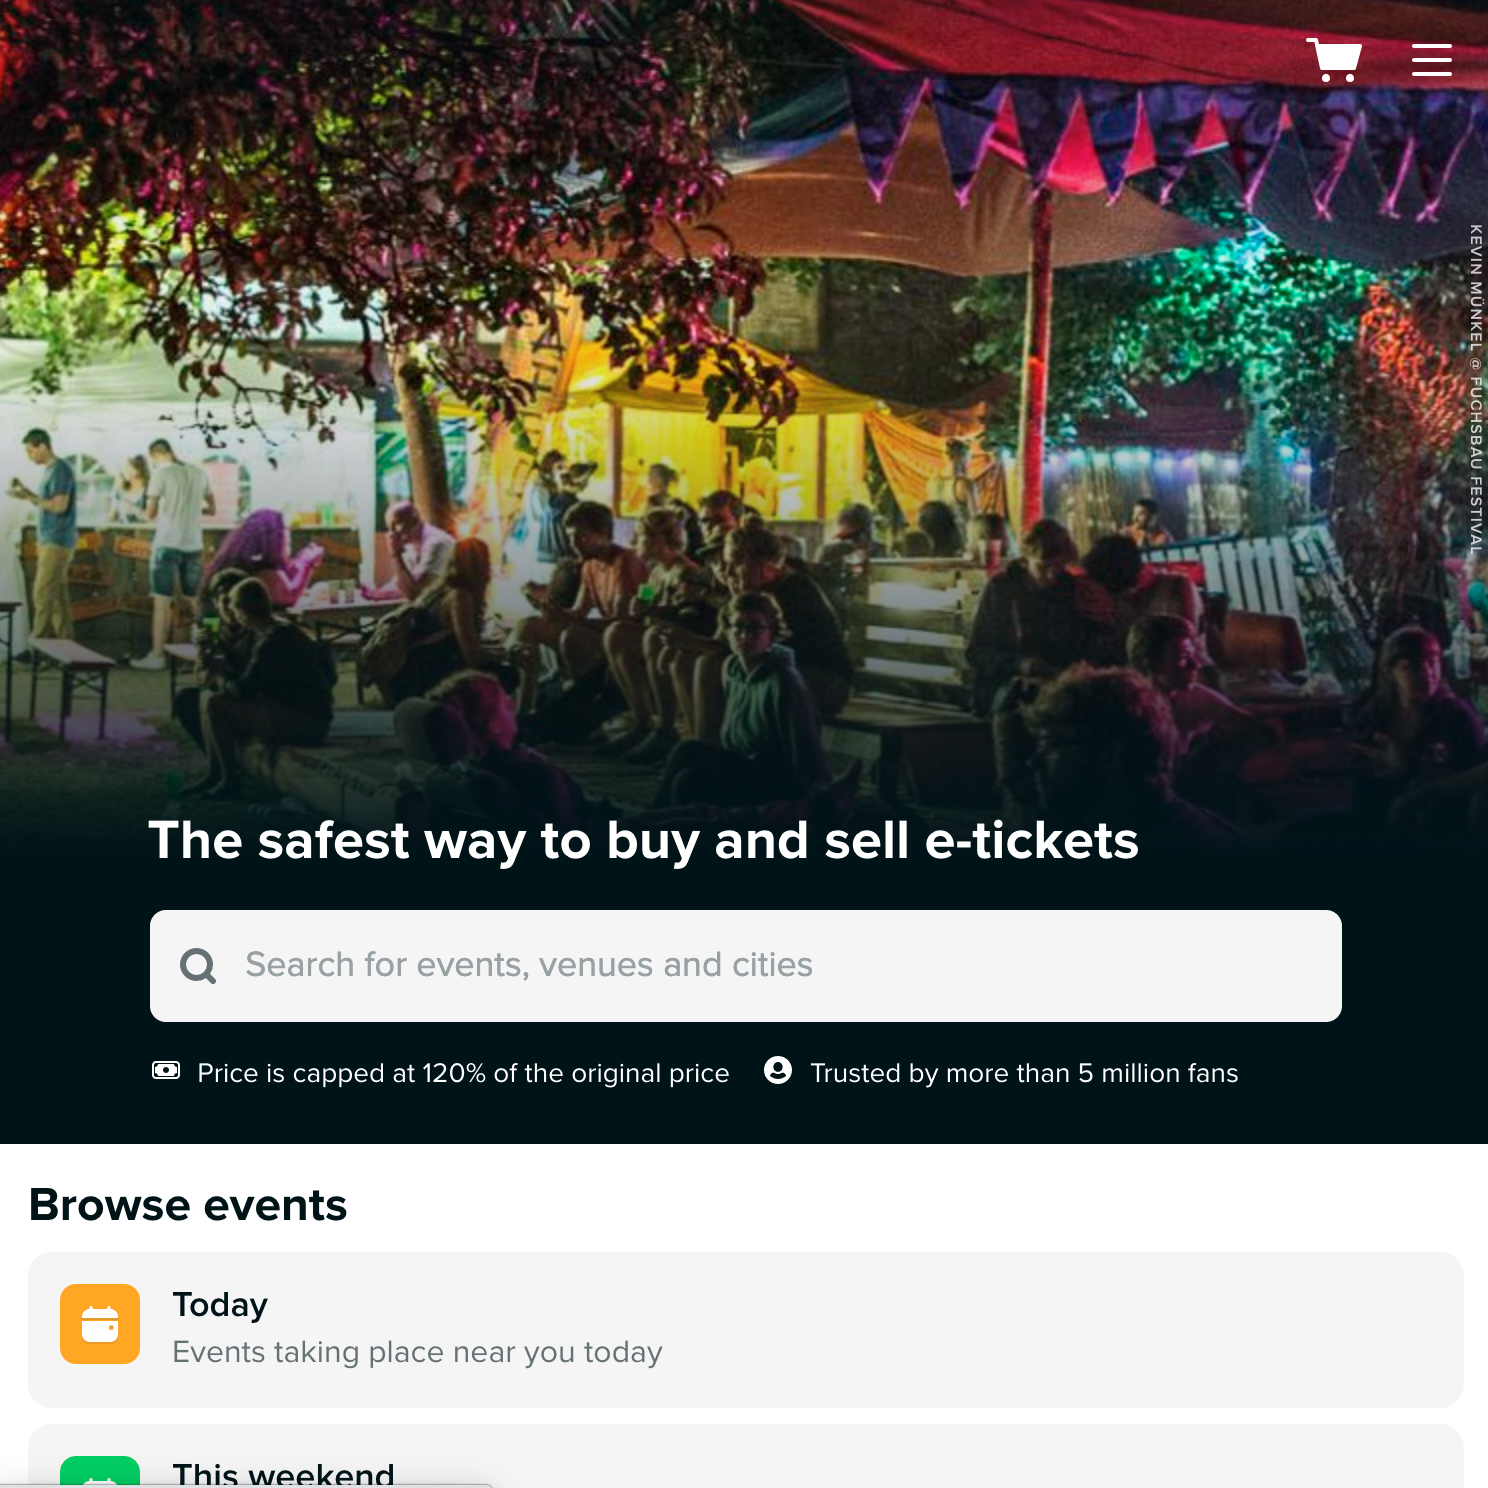 KEVIN MÜNKEL @ FUCHSBAU FESTIVAL
The safest way to buy and sell e-tickets
Search for events, venues and cities
Price is capped at 120% of the original price
Trusted by more than 5 million fans
Browse events
Today
Events taking place near you today
This weekend